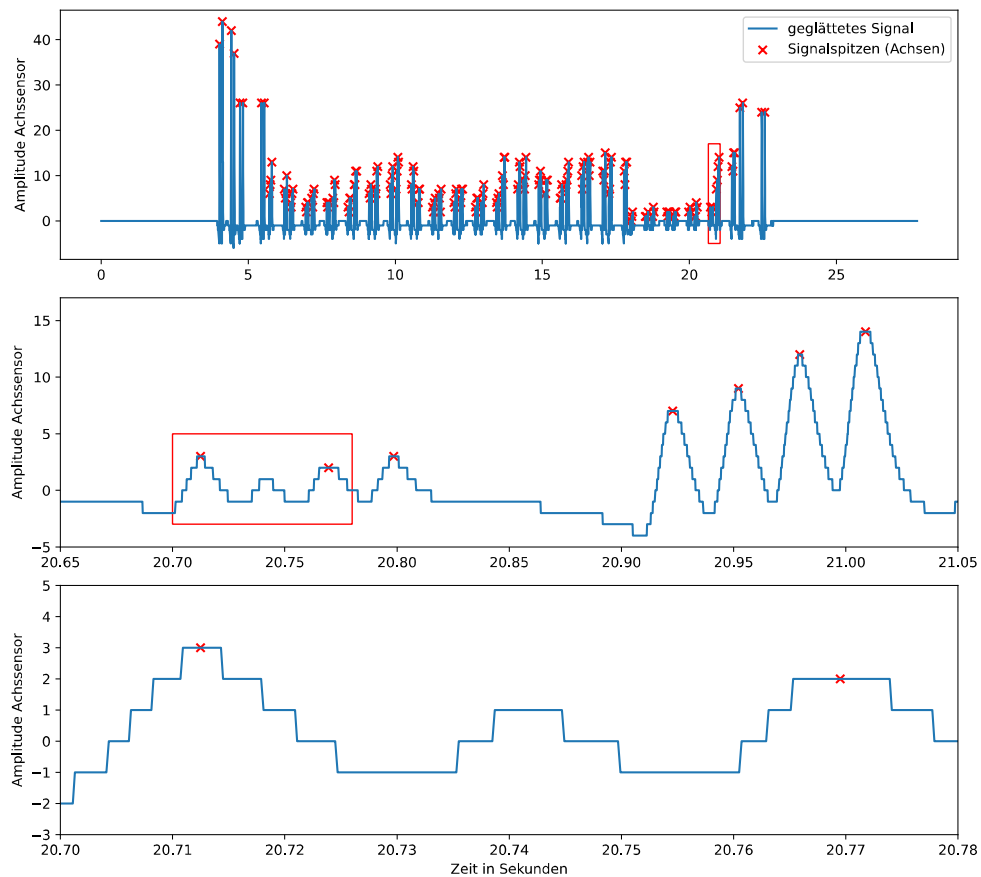 40
30
20
10
0
Amplitude Achssensor
geglättetes Signal
Signalspitzen (Achsen)
0 5 10 15 20 25
15
10
5
0
−5
Amplitude Achssensor
20.65 20.70 20.75 20.80 20.85 20.90 20.95 21.00 21.05
5
4
3
2
1
0
−1
−2
−3
Amplitude Achssensor
20.70 20.71 20.72 20.73 20.74 20.75 20.76 20.77 20.78
Zeit in Sekunden